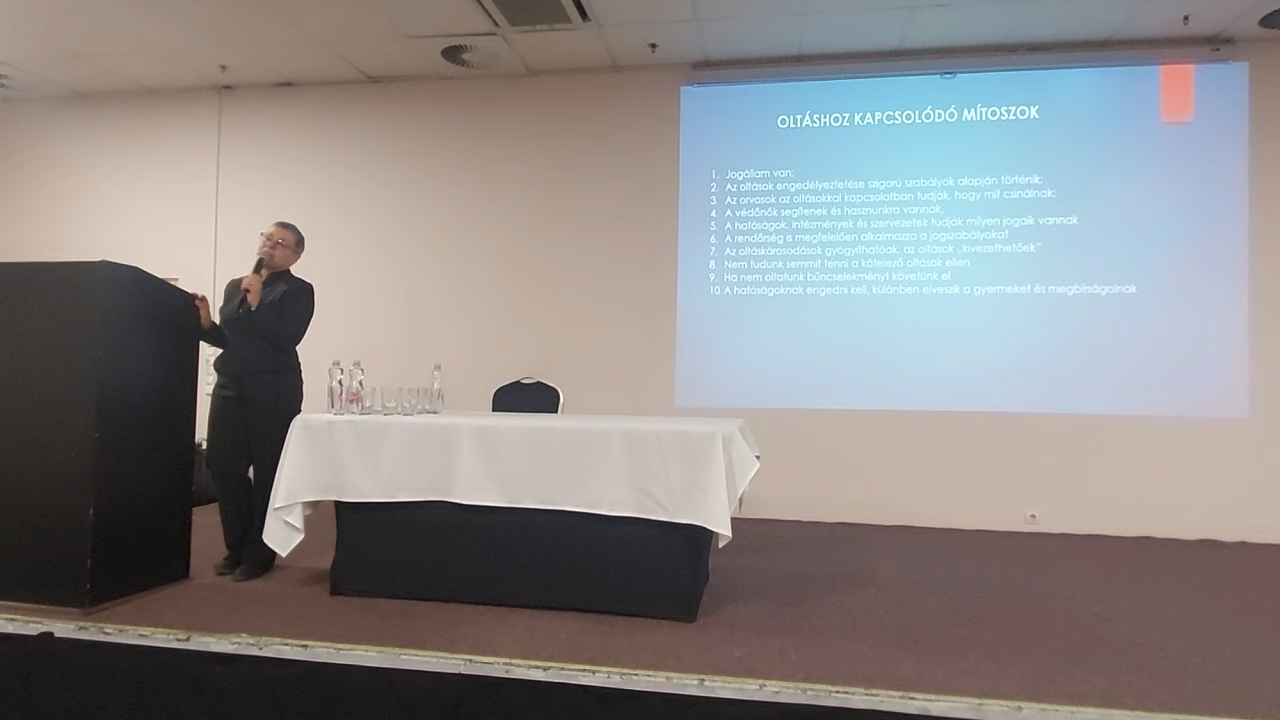 OLTÁSHOZ KAPCSOLÓDÓ MÍTOSZOK
1. Jogállam van;
2. Az oltások engedélyeztetése szigorú szabályok alapján történik;
3. Az orvosok az oltásokkal kapcsolatban tudják, hogy mit csinálnak;
4. A védőnők segítenek és hasznunkra vannak.
5. A hatóságok, intézmények és szervezetek tudják milyen jogaik vannak
6. A rendőrség is megfelelően alkalmazza a jogszabályokat
7. Az oltáskárosodások gyógyíthatóak, az oltások „kivezethetőek”
8. Nem tudunk semmit tenni a kötelező oltások ellen
9. Ha nem oltatunk bűncselekményt követünk el
10. A hatóságoknak engedni kell, különben elveszik a gyermeket és megbírságolnak